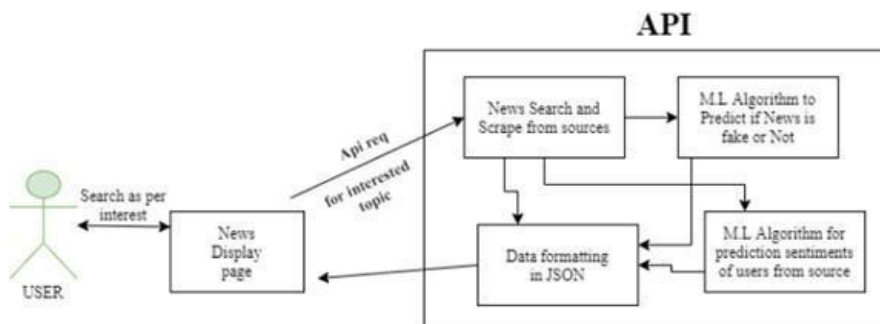 API
News Search and
Scrape from sources
M.L Algorithm to
Predict if News is
fake or Not
Api req
for interested
topic
Search as per
interest
News
Display
page
USER
Data formatting
in JSON
M.L Algorithm for
prediction sentiments
of users from source